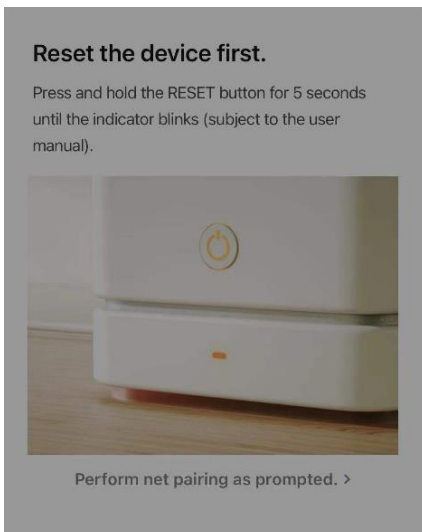 Reset the device first.
Press and hold the RESET button for 5 seconds
until the indicator blinks (subject to the user
manual).
Perform net pairing as prompted. >